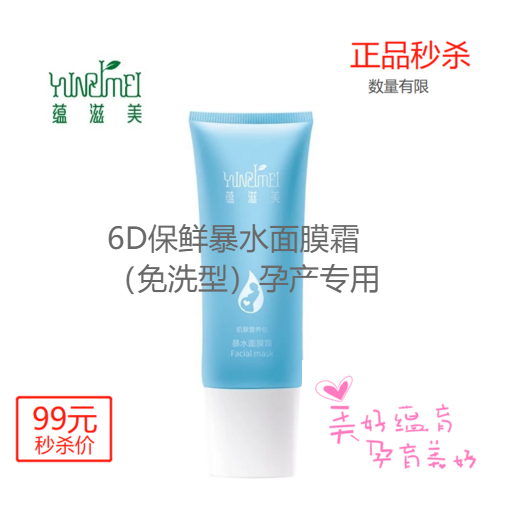 YUNZIMEI
蕴滋美
正品秒杀
数量有限
YUNZIMEI
蕴滋美
6D保鲜暴水面膜霜
（免洗型）孕产专用
暴水面膜霜
Facial mask
99元
秒杀价
美好蕴育
孕育美好